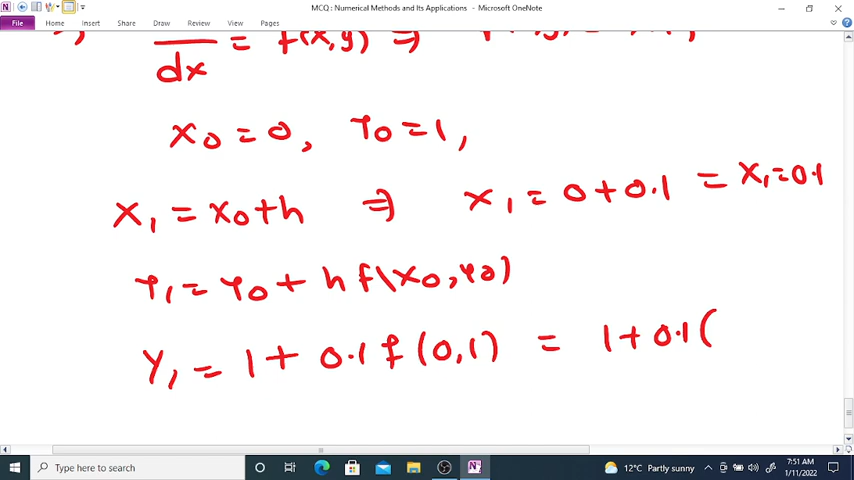 MCQ : Numerical Methods and Its Applications - Microsoft OneNote
File Home Insert Draw Order Review View Pages
dx = f(x,y) ⇒
x0 = 0, y0 = 1,
x1 = x0+h ⇒ x1 = 0+0.1 = x1=0.1
y1 = y0 + h f(x0, y0)
y1 = 1 + 0.1 f (0,1) = 1+0.1(
Type here to search
12°C Partly sunny
7:51 AM
1/11/2022